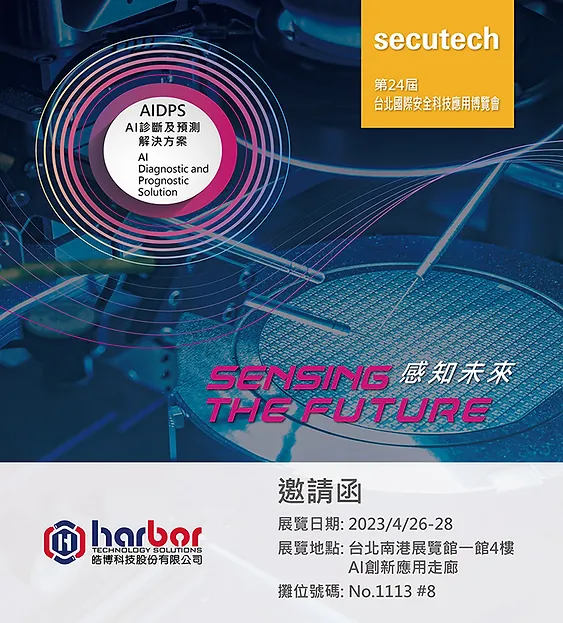 secutech
第24屆
台北國際安全科技應用博覽會
AIDPS
AI診斷及預測
解決方案
AI
Diagnostic and
Prognostic
Solution
SENSING 感知未來
THE FUTURE
邀請函
展覽日期: 2023/4/26-28
展覽地點: 台北南港展覽館一館4樓
AI創新應用走廊
攤位號碼: No.1113 #8
H
harbor
TECHNOLOGY SOLUTIONS
皓博科技股份有限公司